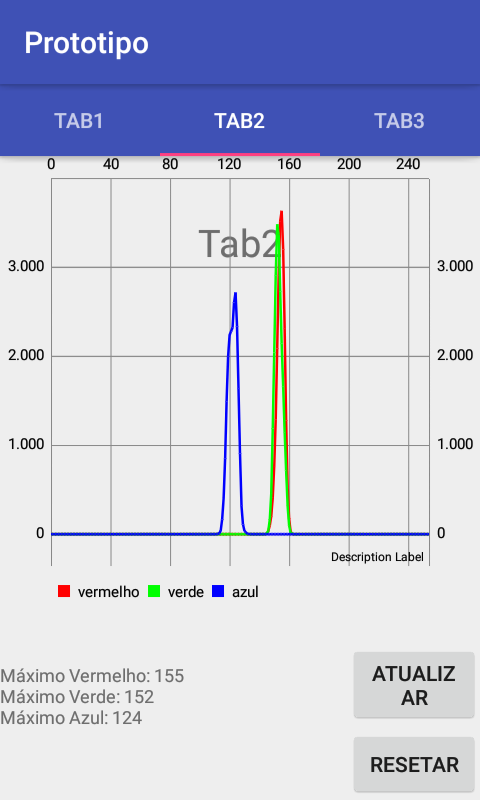 Prototipo
TAB1 TAB2 TAB3
0 40 80 120 160 200 240
Tab2
3.000 3.000
2.000 2.000
1.000 1.000
0 0
Description Label
vermelho verde azul
Máximo Vermelho: 155
Máximo Verde: 152
Máximo Azul: 124
ATUALIZ
AR
RESETAR